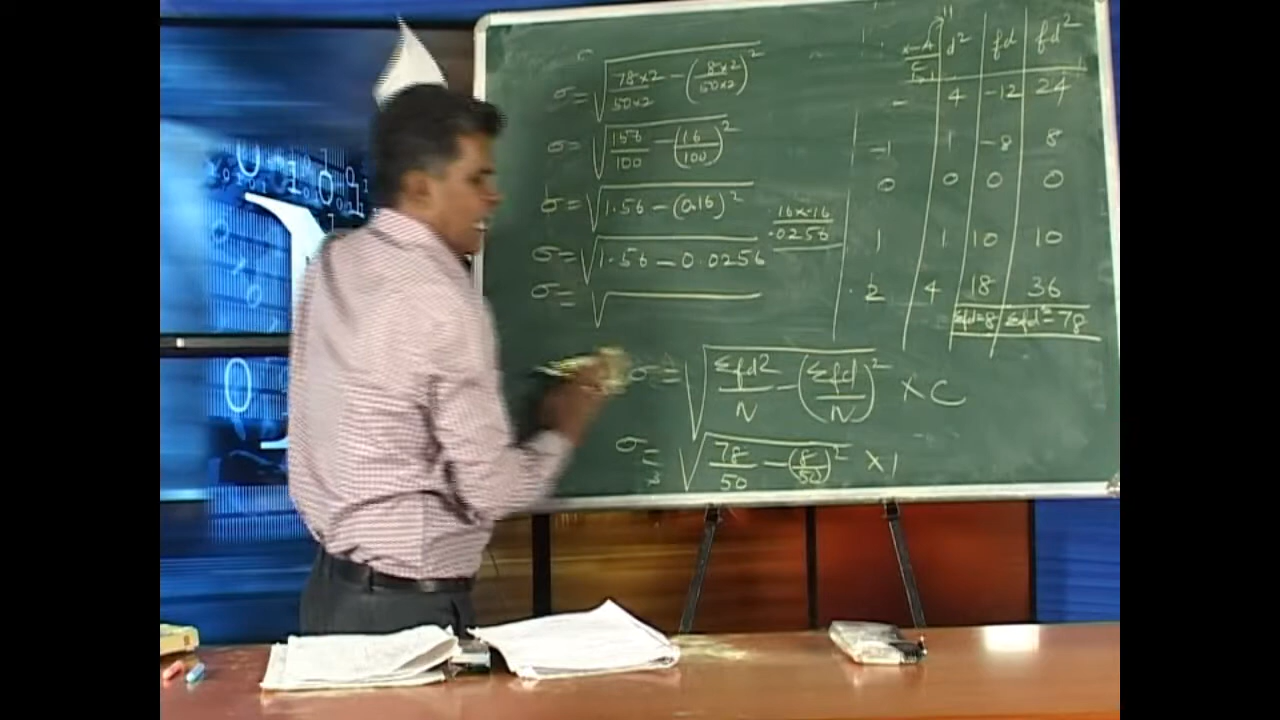 σ = √(78×2/50×2 − (8×2/50×2)²)
σ = √(156/100 − (16/100)²)
σ = √(1.56 − (0.16)²)
σ = √(1.56 − 0.0256)
σ = √
.16×.16
.0256
x−A/C d² fd fd²
− 4 −12 24
−1 1 −8 8
0 0 0 0
1 1 10 10
2 4 18 36
Σfd=8 Σfd²=78
σ = √(Σfd²/N − (Σfd/N)²) × C
σ = √(78/50 − (8/50)²) × 1